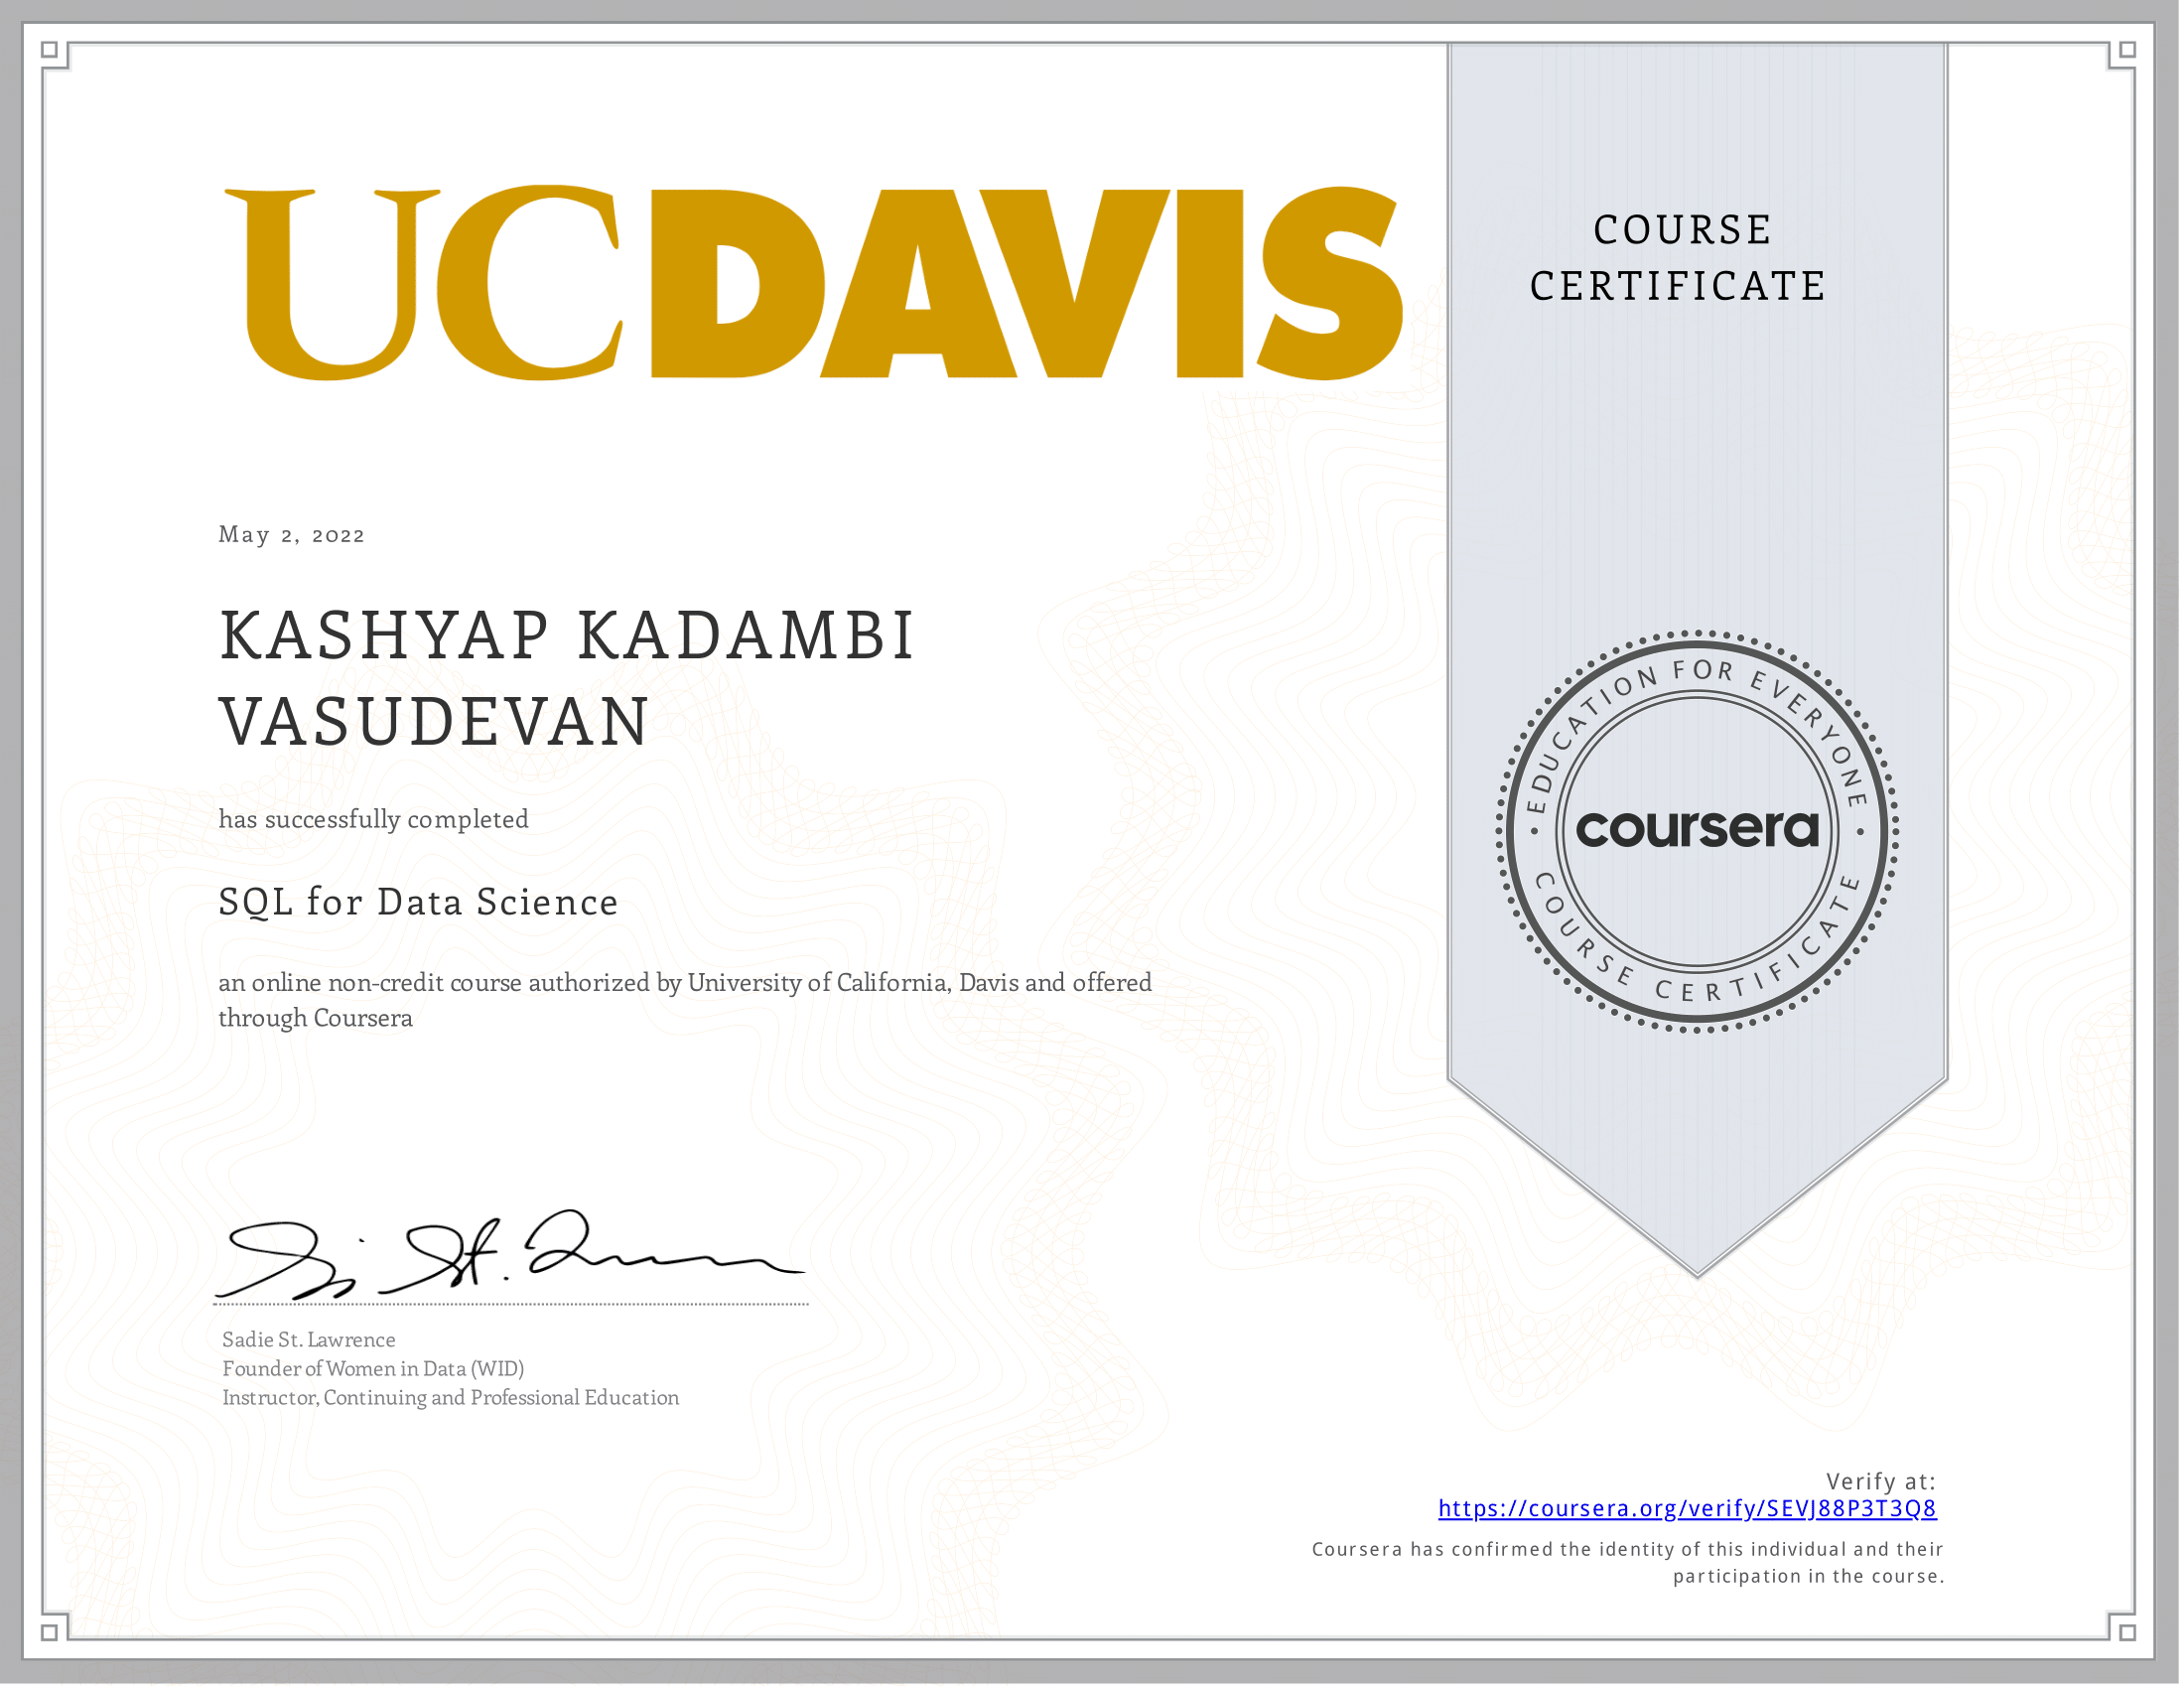 UCDAVIS
COURSE
CERTIFICATE
May 2, 2022
KASHYAP KADAMBI
VASUDEVAN
has successfully completed
SQL for Data Science
an online non-credit course authorized by University of California, Davis and offered
through Coursera
EDUCATION FOR EVERYONE
coursera
COURSE CERTIFICATE
Sadie St. Lawrence
Founder of Women in Data (WID)
Instructor, Continuing and Professional Education
Verify at:
https://coursera.org/verify/SEVJ88P3T3Q8
Coursera has confirmed the identity of this individual and their
participation in the course.